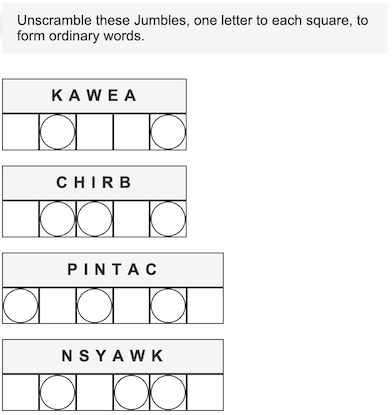 Unscramble these Jumbles, one letter to each square, to
form ordinary words.
KAWEA
CHIRB
PINTAC
NSYAWK